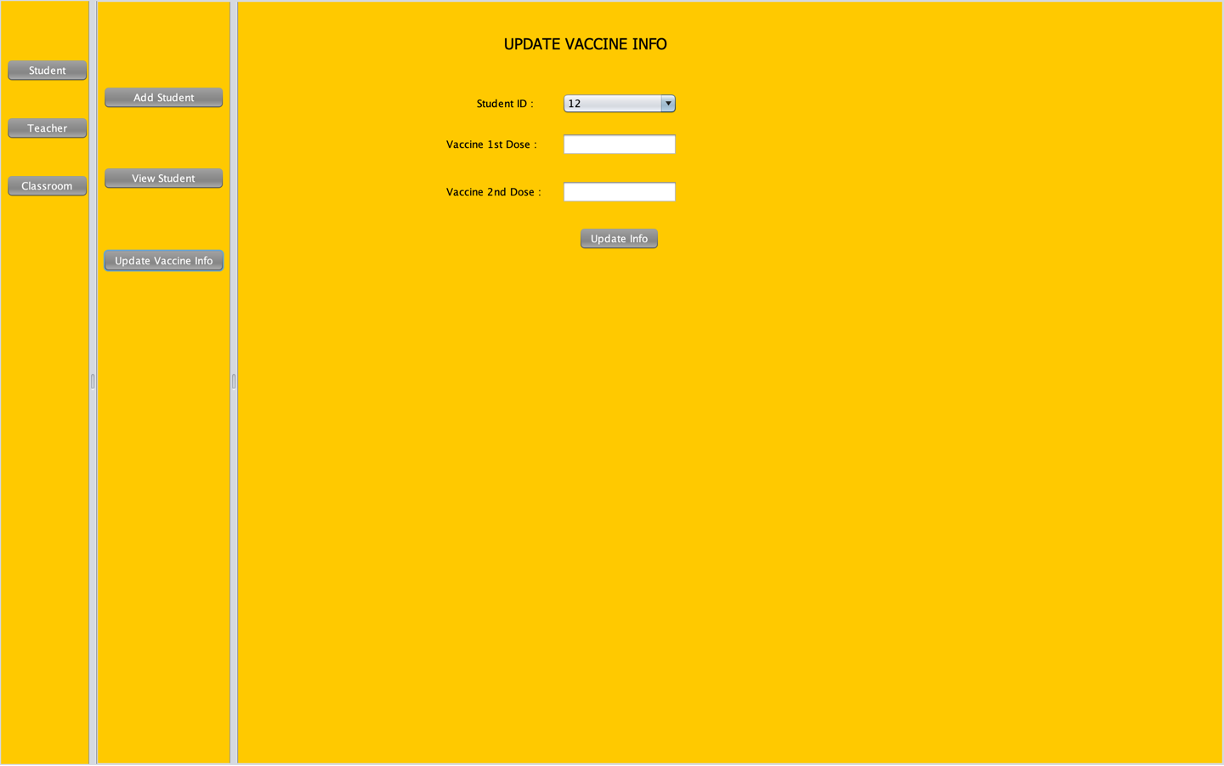 Student
Teacher
Classroom
Add Student
View Student
Update Vaccine Info
UPDATE VACCINE INFO
Student ID :
12
Vaccine 1st Dose :
Vaccine 2nd Dose :
Update Info